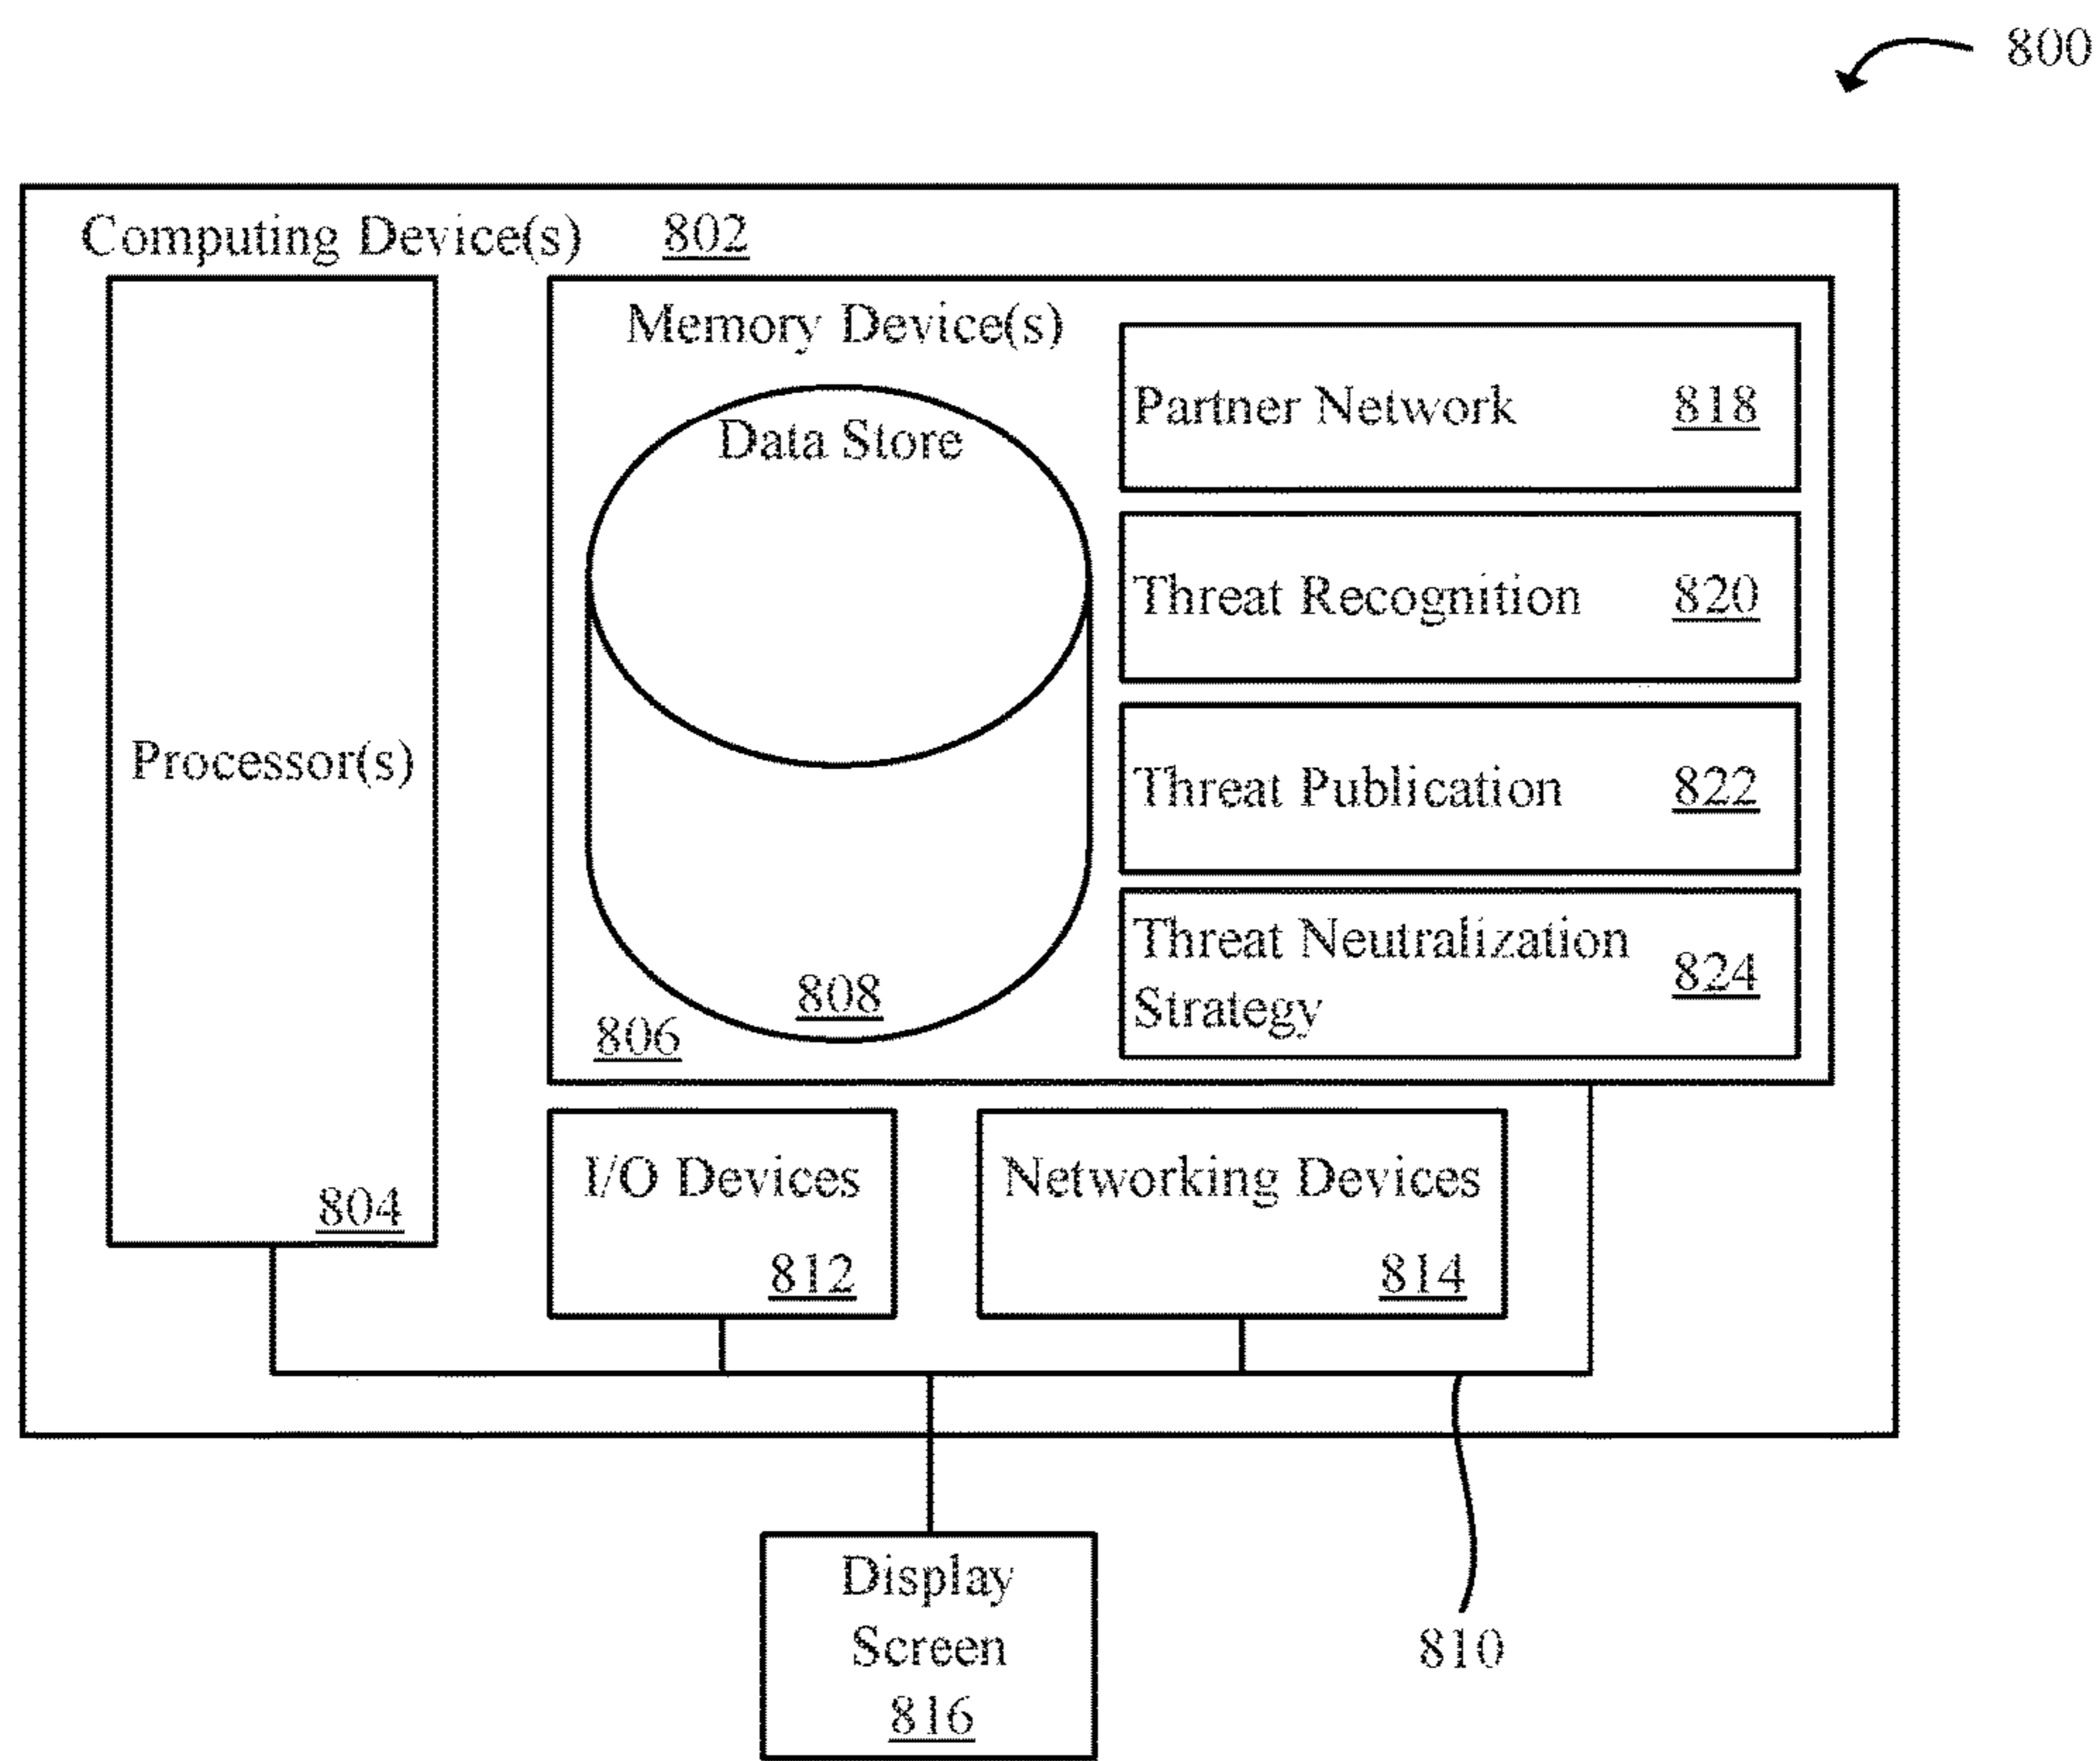 800
Computing Device(s) 802
Memory Device(s)
Data Store
Partner Network 818
Threat Recognition 820
Processor(s)
Threat Publication 822
Threat Neutralization
Strategy
824
808
806
I/O Devices
Networking Devices
804
812
814
Display
Screen
816
810